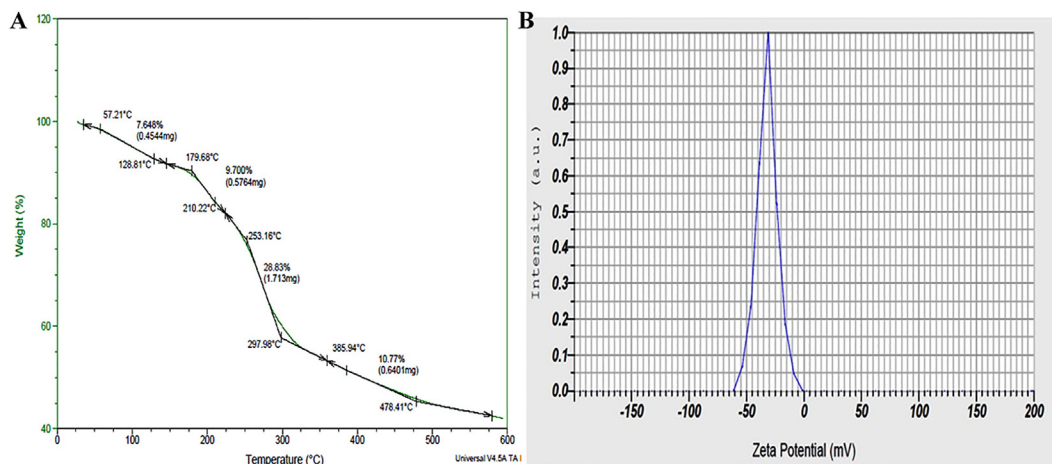 A
120
100
80
60
40
Weight (%)
57.21°C
7.648%
(0.4544mg)
128.81°C
179.68°C
9.700%
(0.5764mg)
210.22°C
253.16°C
28.83%
(1.713mg)
297.98°C
385.94°C
10.77%
(0.6401mg)
478.41°C
0 100 200 300 400 500 600
Temperature (°C)
Universal V4.5A TA I
B
1.0
0.9
0.8
0.7
0.6
0.5
0.4
0.3
0.2
0.1
0.0
Intensity (a.u.)
-150 -100 -50 0 50 100 150 200
Zeta Potential (mV)